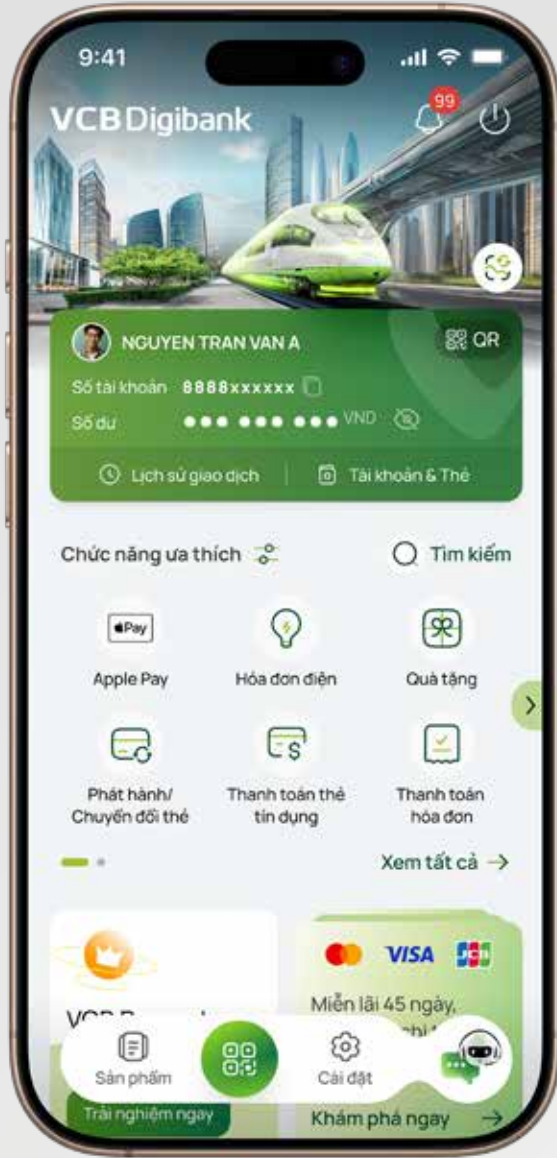 9:41
VCB Digibank
99
NGUYEN TRAN VAN A
QR
Số tài khoản 8888xxxxxx
Số dư ••• ••• ••• VND
Lịch sử giao dịch
Tài khoản & Thẻ
Chức năng ưa thích
Tìm kiếm
Pay
Apple Pay
Hóa đơn điện
Quà tặng
Phát hành/
Chuyển đổi thẻ
Thanh toán thẻ
tín dụng
Thanh toán
hóa đơn
Xem tất cả
VISA
JCB
Miễn lãi 45 ngày,
VCB
Sản phẩm
Cài đặt
Trải nghiệm ngay
Khám phá ngay